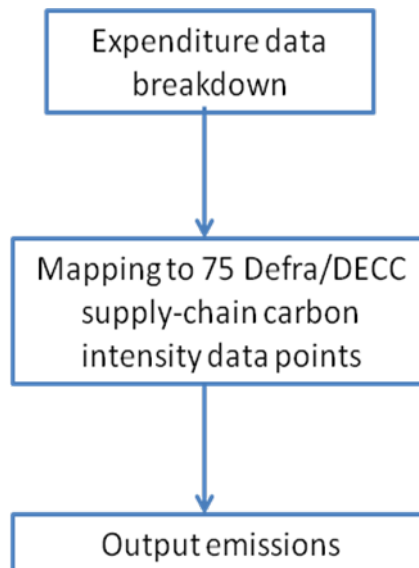 Expenditure data
breakdown
Mapping to 75 Defra/DECC
supply-chain carbon
intensity data points
Output emissions